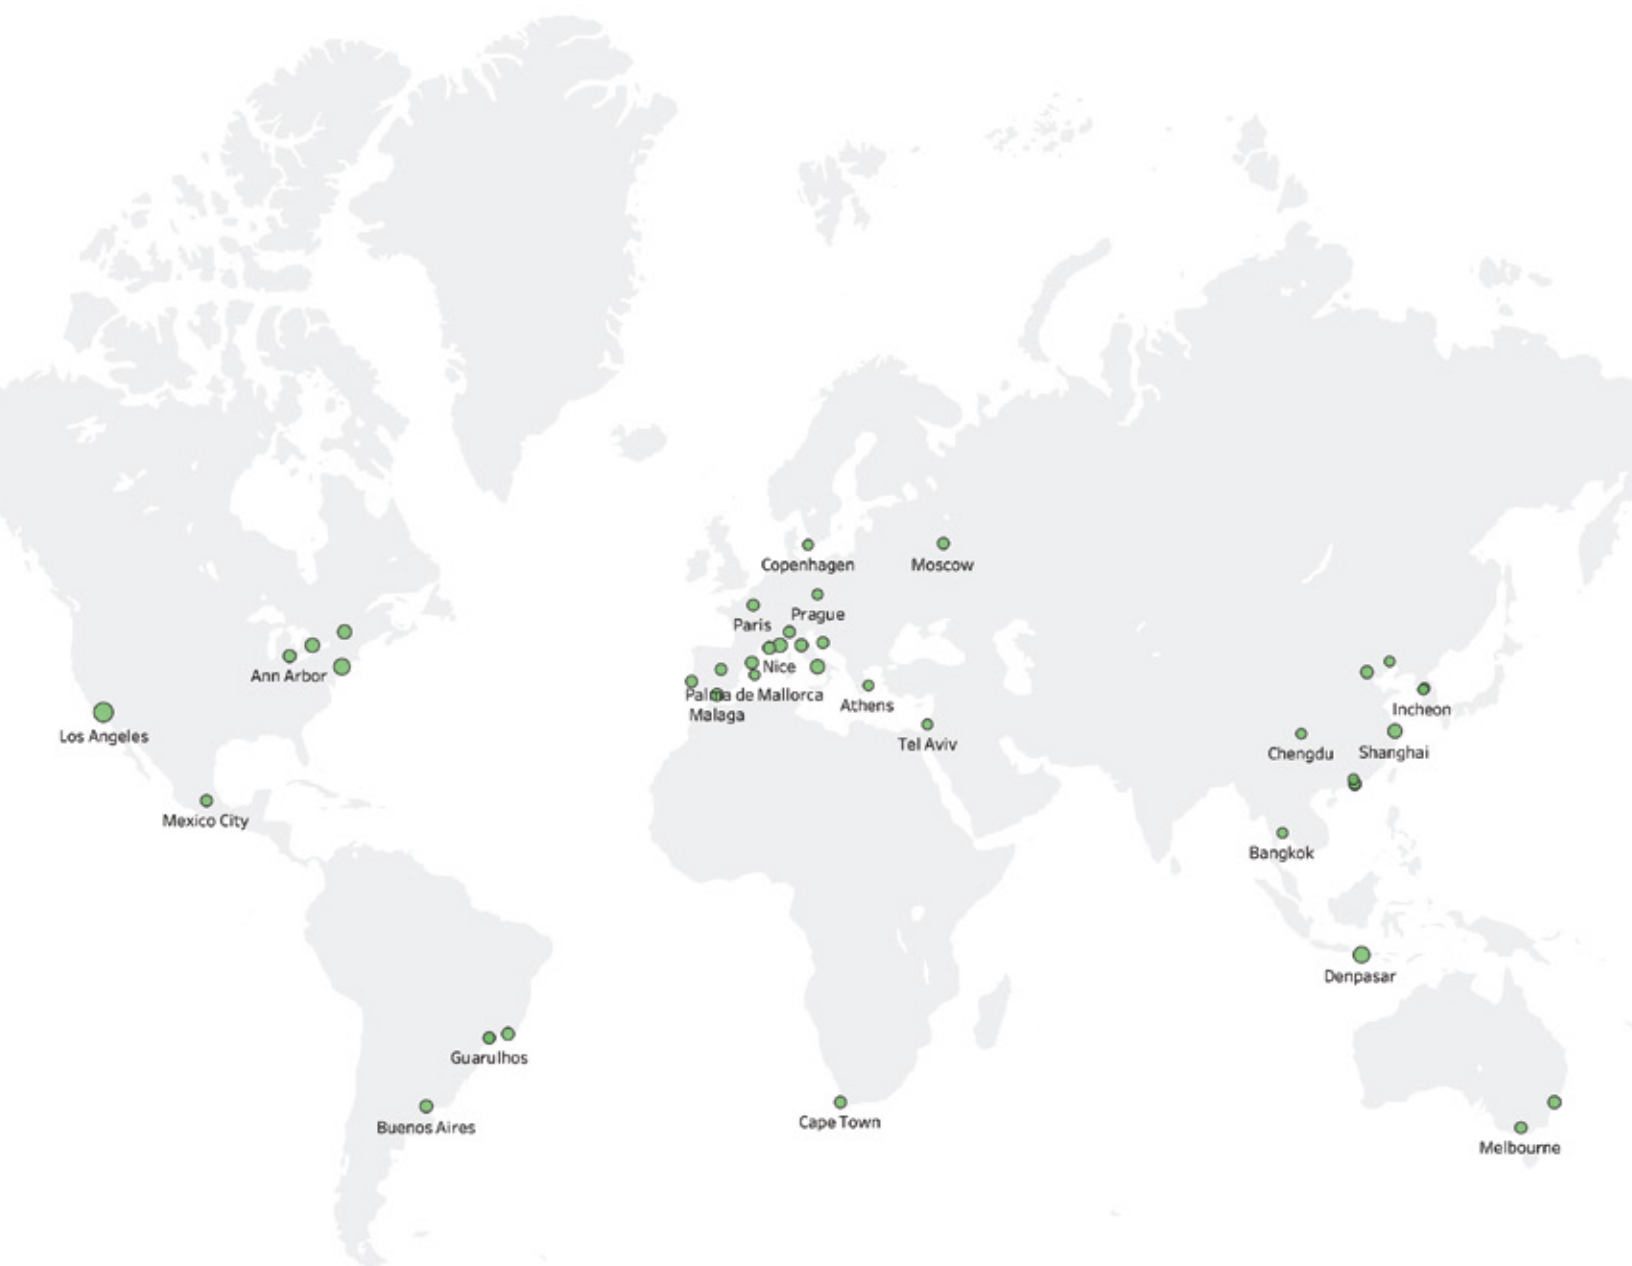 Copenhagen
Moscow
Prague
Paris
Nice
Ann Arbor
Palma de Mallorca
Athens
Incheon
Malaga
Los Angeles
Tel Aviv
Chengdu
Shanghai
Mexico City
Bangkok
Denpasar
Guarulhos
Cape Town
Buenos Aires
Melbourne